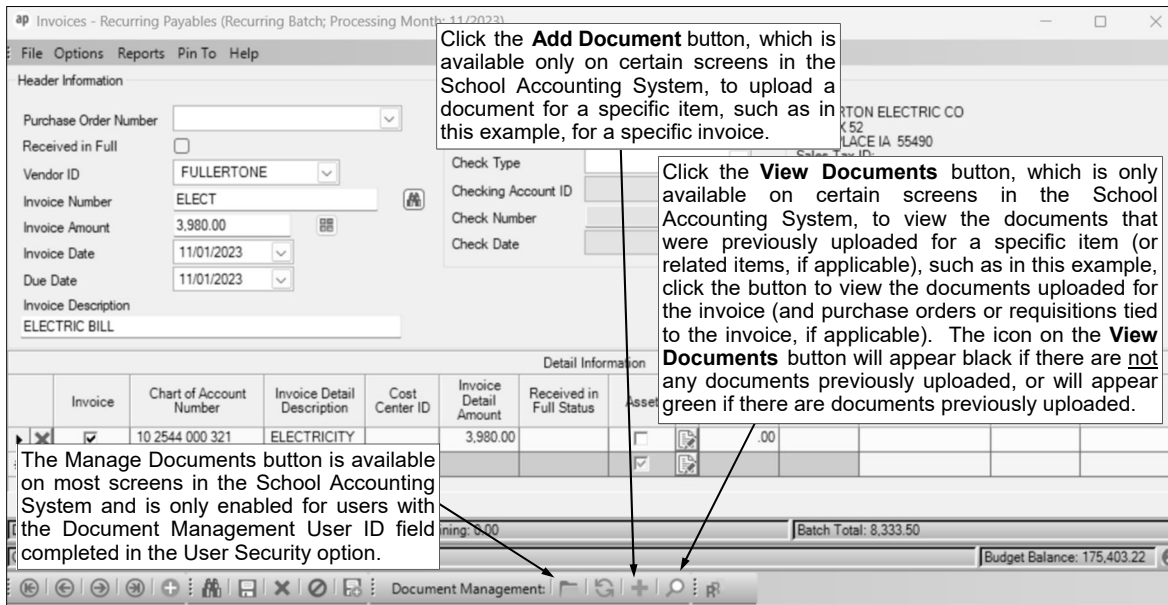 ap Invoices - Recurring Payables (Recurring Batch; Processing Month: 11/2023)
File Options Reports Pin To Help
Header Information
Purchase Order Number
Received in Full
Vendor ID FULLERTONE
Invoice Number ELECT
Invoice Amount 3,980.00
Invoice Date 11/01/2023
Due Date 11/01/2023
Invoice Description
ELECTRIC BILL
Click the Add Document button, which is
available only on certain screens in the
School Accounting System, to upload a
document for a specific item, such as in
this example, for a specific invoice.
Check Type
Checking Account ID
Check Number
Check Date
ELECTRIC CO
52
IA 55490
Sales Tax ID:
Click the View Documents button, which is only
available on certain screens in the School
Accounting System, to view the documents that
were previously uploaded for a specific item (or
related items, if applicable), such as in this example,
click the button to view the documents uploaded for
the invoice (and purchase orders or requisitions tied
to the invoice, if applicable). The icon on the View
Documents button will appear black if there are not
any documents previously uploaded, or will appear
green if there are documents previously uploaded.
Detail Information
Invoice
Chart of Account
Number
Invoice Detail
Description
Cost
Center ID
Invoice
Detail
Amount
Received in
Full Status
Asset
10 2544 000 321 ELECTRICITY 3,980.00 .00
The Manage Documents button is available
on most screens in the School Accounting
System and is only enabled for users with
the Document Management User ID field
completed in the User Security option.
0.00
Batch Total: 8,333.50
Budget Balance: 175,403.22
Document Management: